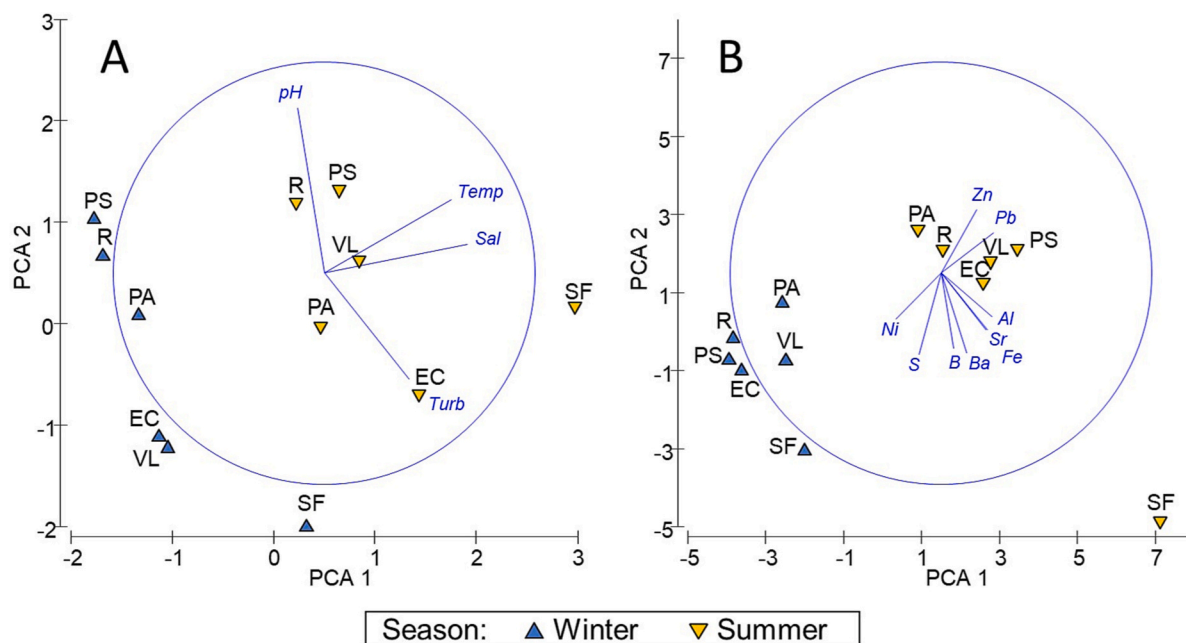 A
3
2
1
0
-1
-2
PCA 2
-2
-1
0
1
2
3
PCA 1
pH
PS
R
Temp
PS
R
VL
Sal
PA
PA
SF
EC
Turb
EC
VL
SF
B
7
5
3
1
-1
-3
-5
PCA 2
-5
-3
-1
1
3
5
7
PCA 1
Zn
Pb
PA
R
VL
PS
EC
PA
Ni
Al
R
Sr
VL
PS
S
B
Ba
Fe
EC
SF
SF
Season: Winter Summer